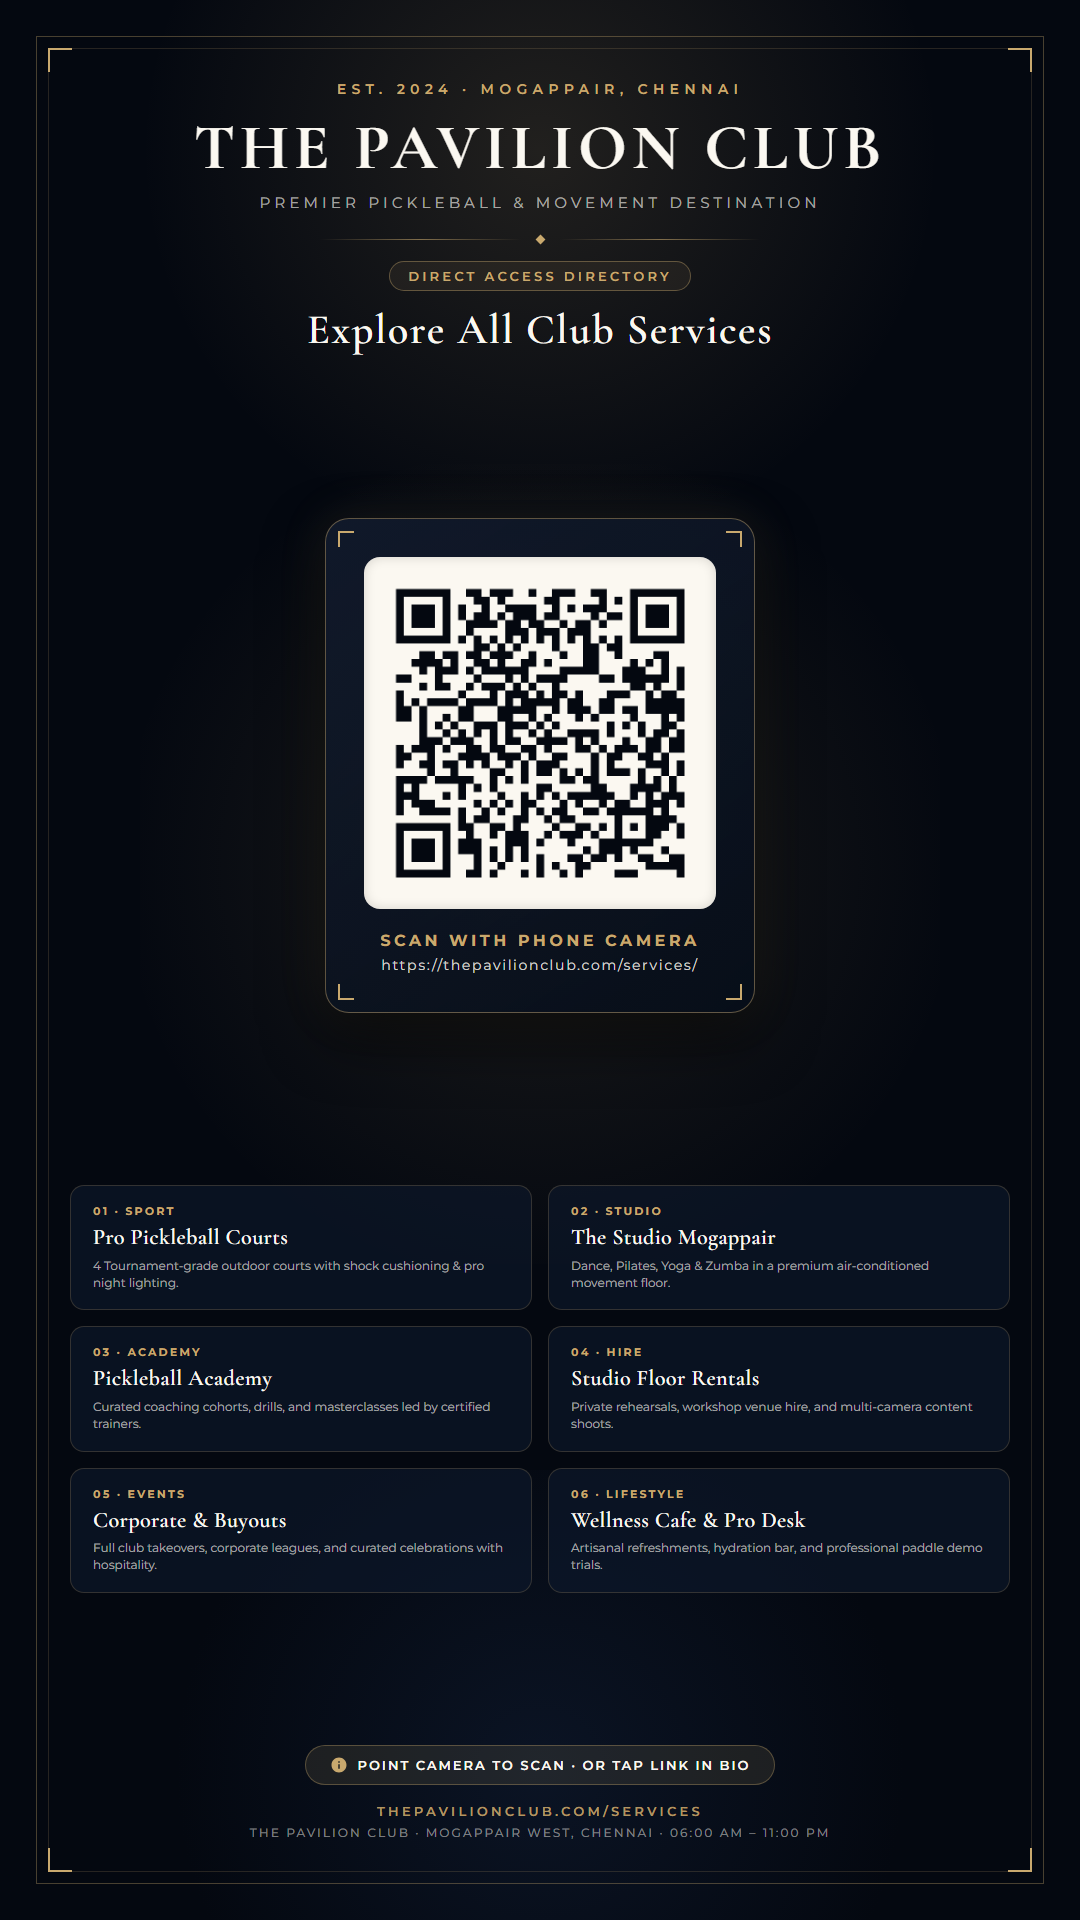 EST. 2024 · MOGAPPAIR, CHENNAI
THE PAVILION CLUB
PREMIER PICKLEBALL & MOVEMENT DESTINATION
DIRECT ACCESS DIRECTORY
Explore All Club Services
SCAN WITH PHONE CAMERA
https://thepavilionclub.com/services/
01 · SPORT
Pro Pickleball Courts
4 Tournament-grade outdoor courts with shock cushioning & pro
night lighting.
02 · STUDIO
The Studio Mogappair
Dance, Pilates, Yoga & Zumba in a premium air-conditioned
movement floor.
03 · ACADEMY
Pickleball Academy
Curated coaching cohorts, drills, and masterclasses led by certified
trainers.
04 · HIRE
Studio Floor Rentals
Private rehearsals, workshop venue hire, and multi-camera content
shoots.
05 · EVENTS
Corporate & Buyouts
Full club takeovers, corporate leagues, and curated celebrations with
hospitality.
06 · LIFESTYLE
Wellness Cafe & Pro Desk
Artisanal refreshments, hydration bar, and professional paddle demo
trials.
POINT CAMERA TO SCAN · OR TAP LINK IN BIO
THEPAVILIONCLUB.COM/SERVICES
THE PAVILION CLUB · MOGAPPAIR WEST, CHENNAI · 06:00 AM – 11:00 PM